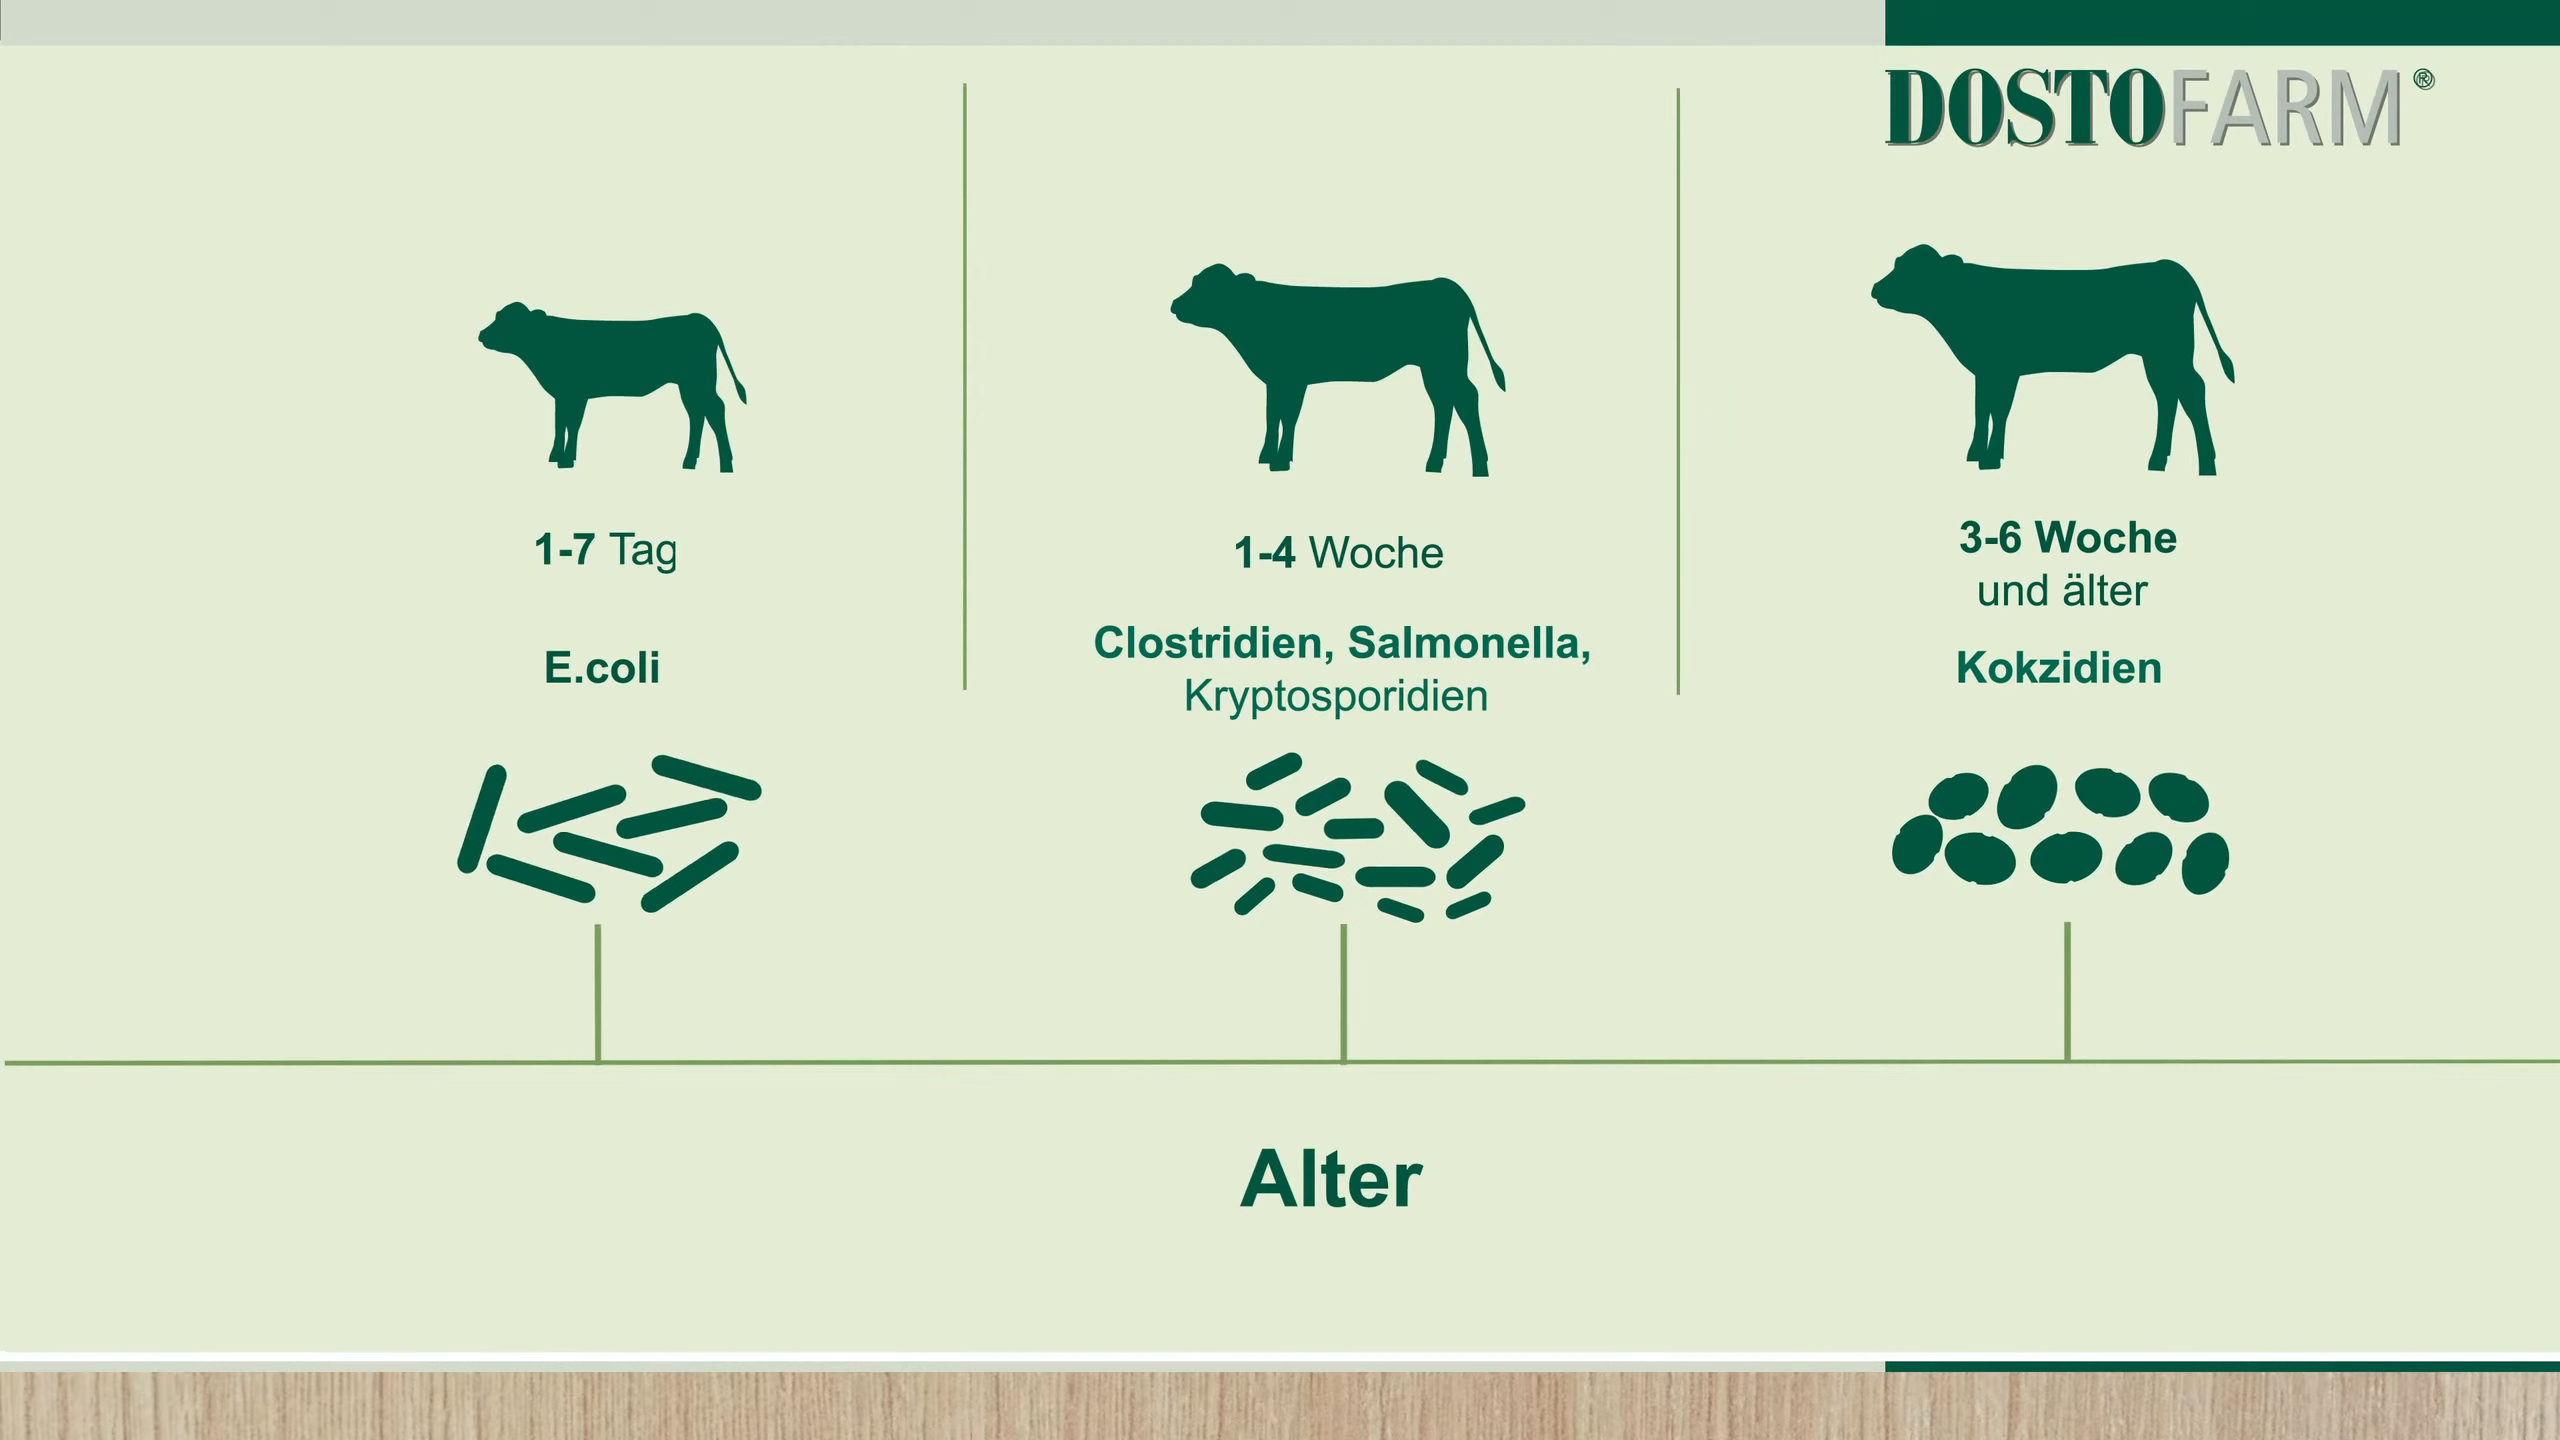 DOSTOFARM®
1-7 Tag
E.coli
1-4 Woche
Clostridien, Salmonella,
Kryptosporidien
3-6 Woche
und älter
Kokzidien
Alter